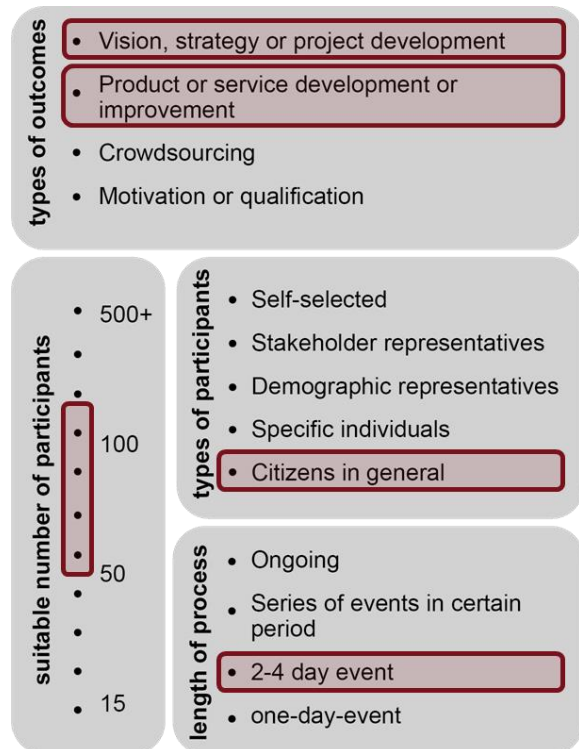 types of outcomes
• Vision, strategy or project development
• Product or service development or
improvement
• Crowdsourcing
• Motivation or qualification
suitable number of participants
• 500+
•
•
• 100
•
•
• 50
•
•
•
• 15
types of participants
• Self-selected
• Stakeholder representatives
• Demographic representatives
• Specific individuals
• Citizens in general
length of process
• Ongoing
• Series of events in certain
period
• 2-4 day event
• one-day-event